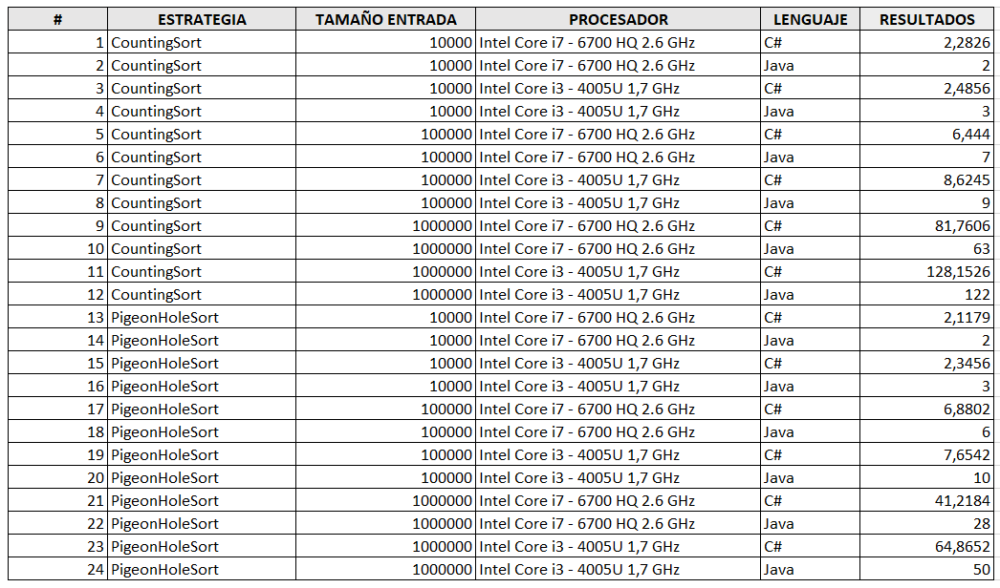 # ESTRATEGIA TAMAÑO ENTRADA PROCESADOR LENGUAJE RESULTADOS
1 CountingSort 10000 Intel Core i7 - 6700 HQ 2.6 GHz C# 2,2826
2 CountingSort 10000 Intel Core i7 - 6700 HQ 2.6 GHz Java 2
3 CountingSort 10000 Intel Core i3 - 4005U 1,7 GHz C# 2,4856
4 CountingSort 10000 Intel Core i3 - 4005U 1,7 GHz Java 3
5 CountingSort 100000 Intel Core i7 - 6700 HQ 2.6 GHz C# 6,444
6 CountingSort 100000 Intel Core i7 - 6700 HQ 2.6 GHz Java 7
7 CountingSort 100000 Intel Core i3 - 4005U 1,7 GHz C# 8,6245
8 CountingSort 100000 Intel Core i3 - 4005U 1,7 GHz Java 9
9 CountingSort 1000000 Intel Core i7 - 6700 HQ 2.6 GHz C# 81,7606
10 CountingSort 1000000 Intel Core i7 - 6700 HQ 2.6 GHz Java 63
11 CountingSort 1000000 Intel Core i3 - 4005U 1,7 GHz C# 128,1526
12 CountingSort 1000000 Intel Core i3 - 4005U 1,7 GHz Java 122
13 PigeonHoleSort 10000 Intel Core i7 - 6700 HQ 2.6 GHz C# 2,1179
14 PigeonHoleSort 10000 Intel Core i7 - 6700 HQ 2.6 GHz Java 2
15 PigeonHoleSort 10000 Intel Core i3 - 4005U 1,7 GHz C# 2,3456
16 PigeonHoleSort 10000 Intel Core i3 - 4005U 1,7 GHz Java 3
17 PigeonHoleSort 100000 Intel Core i7 - 6700 HQ 2.6 GHz C# 6,8802
18 PigeonHoleSort 100000 Intel Core i7 - 6700 HQ 2.6 GHz Java 6
19 PigeonHoleSort 100000 Intel Core i3 - 4005U 1,7 GHz C# 7,6542
20 PigeonHoleSort 100000 Intel Core i3 - 4005U 1,7 GHz Java 10
21 PigeonHoleSort 1000000 Intel Core i7 - 6700 HQ 2.6 GHz C# 41,2184
22 PigeonHoleSort 1000000 Intel Core i7 - 6700 HQ 2.6 GHz Java 28
23 PigeonHoleSort 1000000 Intel Core i3 - 4005U 1,7 GHz C# 64,8652
24 PigeonHoleSort 1000000 Intel Core i3 - 4005U 1,7 GHz Java 50